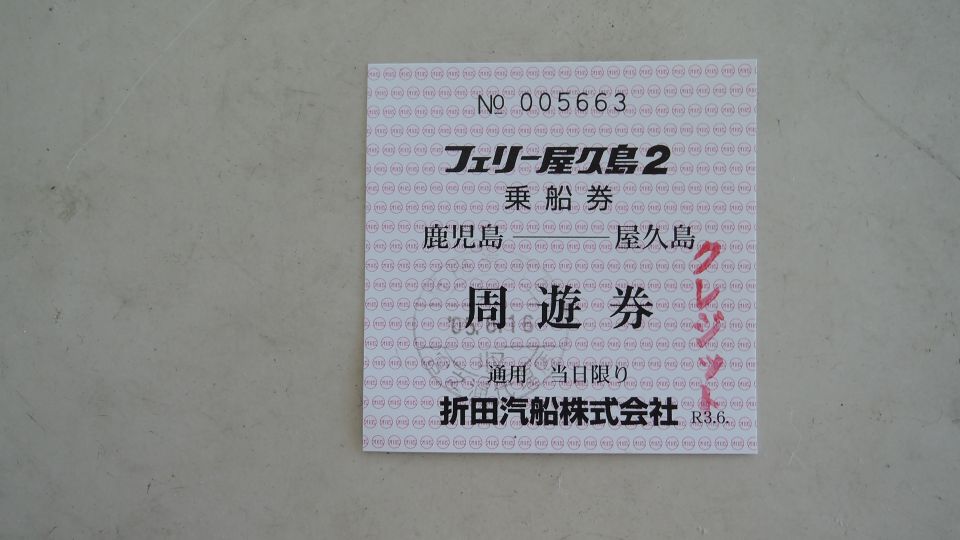 № 005663
フェリー屋久島2
乗船券
鹿児島――屋久島
クレジット
周遊券
通用 当日限り
折田汽船株式会社 R3.6.